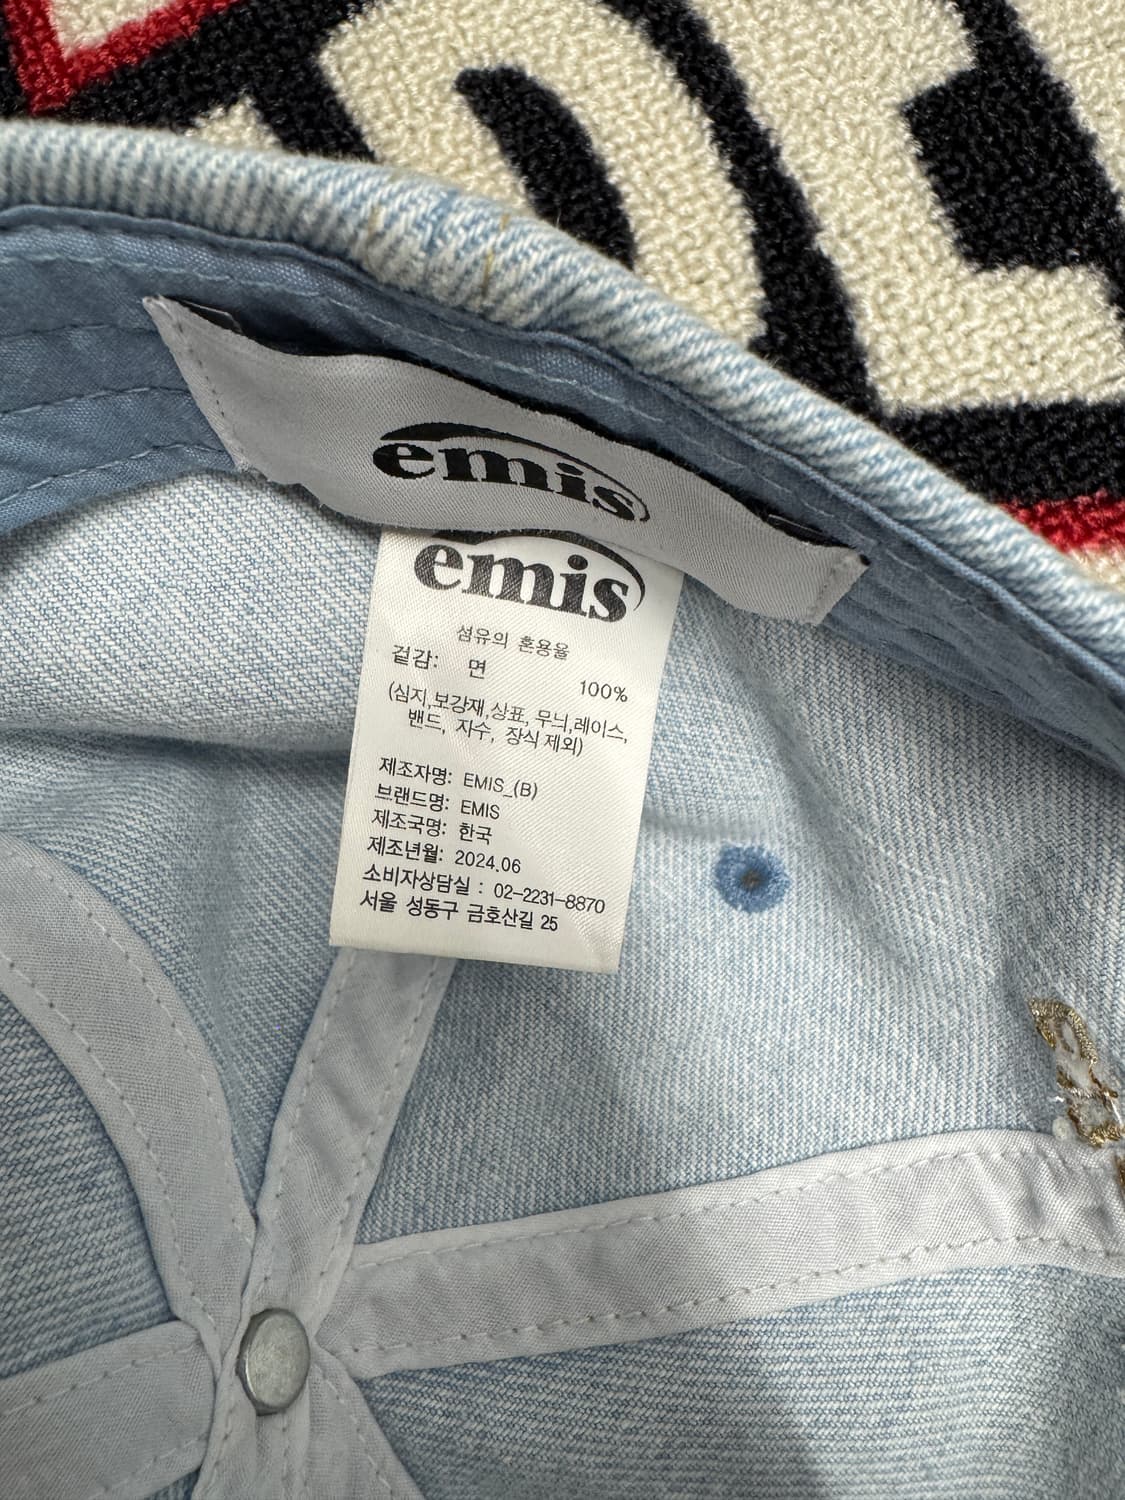 emis
emis
섬유의 혼용율
겉감: 면 100%
(심지,보강재,상표, 무늬,레이스,
밴드, 자수, 장식 제외)
제조자명: EMIS_(B)
브랜드명: EMIS
제조국명: 한국
제조년월: 2024.06
소비자상담실 : 02-2231-8870
서울 성동구 금호산길 25